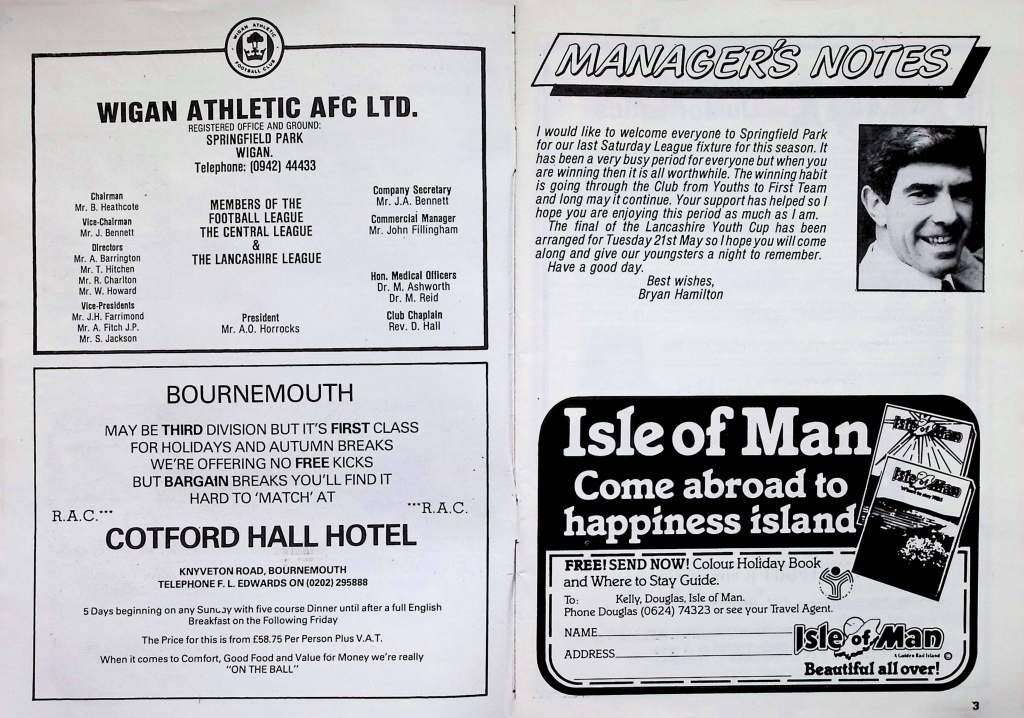 WIGAN ATHLETIC
FOOTBALL CLUB
WIGAN ATHLETIC AFC LTD.
REGISTERED OFFICE AND GROUND:
SPRINGFIELD PARK
WIGAN.
Telephone: (0942) 44433
Chairman
Mr. B. Heathcote
Vice-Chairman
Mr. J. Bennett
Directors
Mr. A. Barrington
Mr. T. Hitchen
Mr. R. Charlton
Mr. W. Howard
Vice-Presidents
Mr. J.H. Farrimond
Mr. A. Fitch J.P.
Mr. S. Jackson
MEMBERS OF THE
FOOTBALL LEAGUE
THE CENTRAL LEAGUE
&
THE LANCASHIRE LEAGUE
President
Mr. A.O. Horrocks
Company Secretary
Mr. J.A. Bennett
Commercial Manager
Mr. John Fillingham
Hon. Medical Officers
Dr. M. Ashworth
Dr. M. Reid
Club Chaplain
Rev. D. Hall
BOURNEMOUTH
MAY BE THIRD DIVISION BUT IT'S FIRST CLASS
FOR HOLIDAYS AND AUTUMN BREAKS
WE'RE OFFERING NO FREE KICKS
BUT BARGAIN BREAKS YOU'LL FIND IT
HARD TO 'MATCH' AT
R.A.C.*** ***R.A.C.
COTFORD HALL HOTEL
KNYVETON ROAD, BOURNEMOUTH
TELEPHONE F. L. EDWARDS ON (0202) 295888
5 Days beginning on any Sunday with five course Dinner until after a full English
Breakfast on the Following Friday
The Price for this is from £58.75 Per Person Plus V.A.T.
When it comes to Comfort, Good Food and Value for Money we're really
"ON THE BALL"
MANAGER'S NOTES
I would like to welcome everyone to Springfield Park
for our last Saturday League fixture for this season. It
has been a very busy period for everyone but when you
are winning then it is all worthwhile. The winning habit
is going through the Club from Youths to First Team
and long may it continue. Your support has helped so I
hope you are enjoying this period as much as I am.
The final of the Lancashire Youth Cup has been
arranged for Tuesday 21st May so I hope you will come
along and give our youngsters a night to remember.
Have a good day.
Best wishes,
Bryan Hamilton
Isle of Man
Come abroad to
happiness island
Isle of Man
Isle of Man
Where to stay 1985
FREE! SEND NOW! Colour Holiday Book
and Where to Stay Guide.
To: Kelly, Douglas, Isle of Man.
Phone Douglas (0624) 74323 or see your Travel Agent.
NAME
ADDRESS
Isle of Man
Beautiful all over!
3